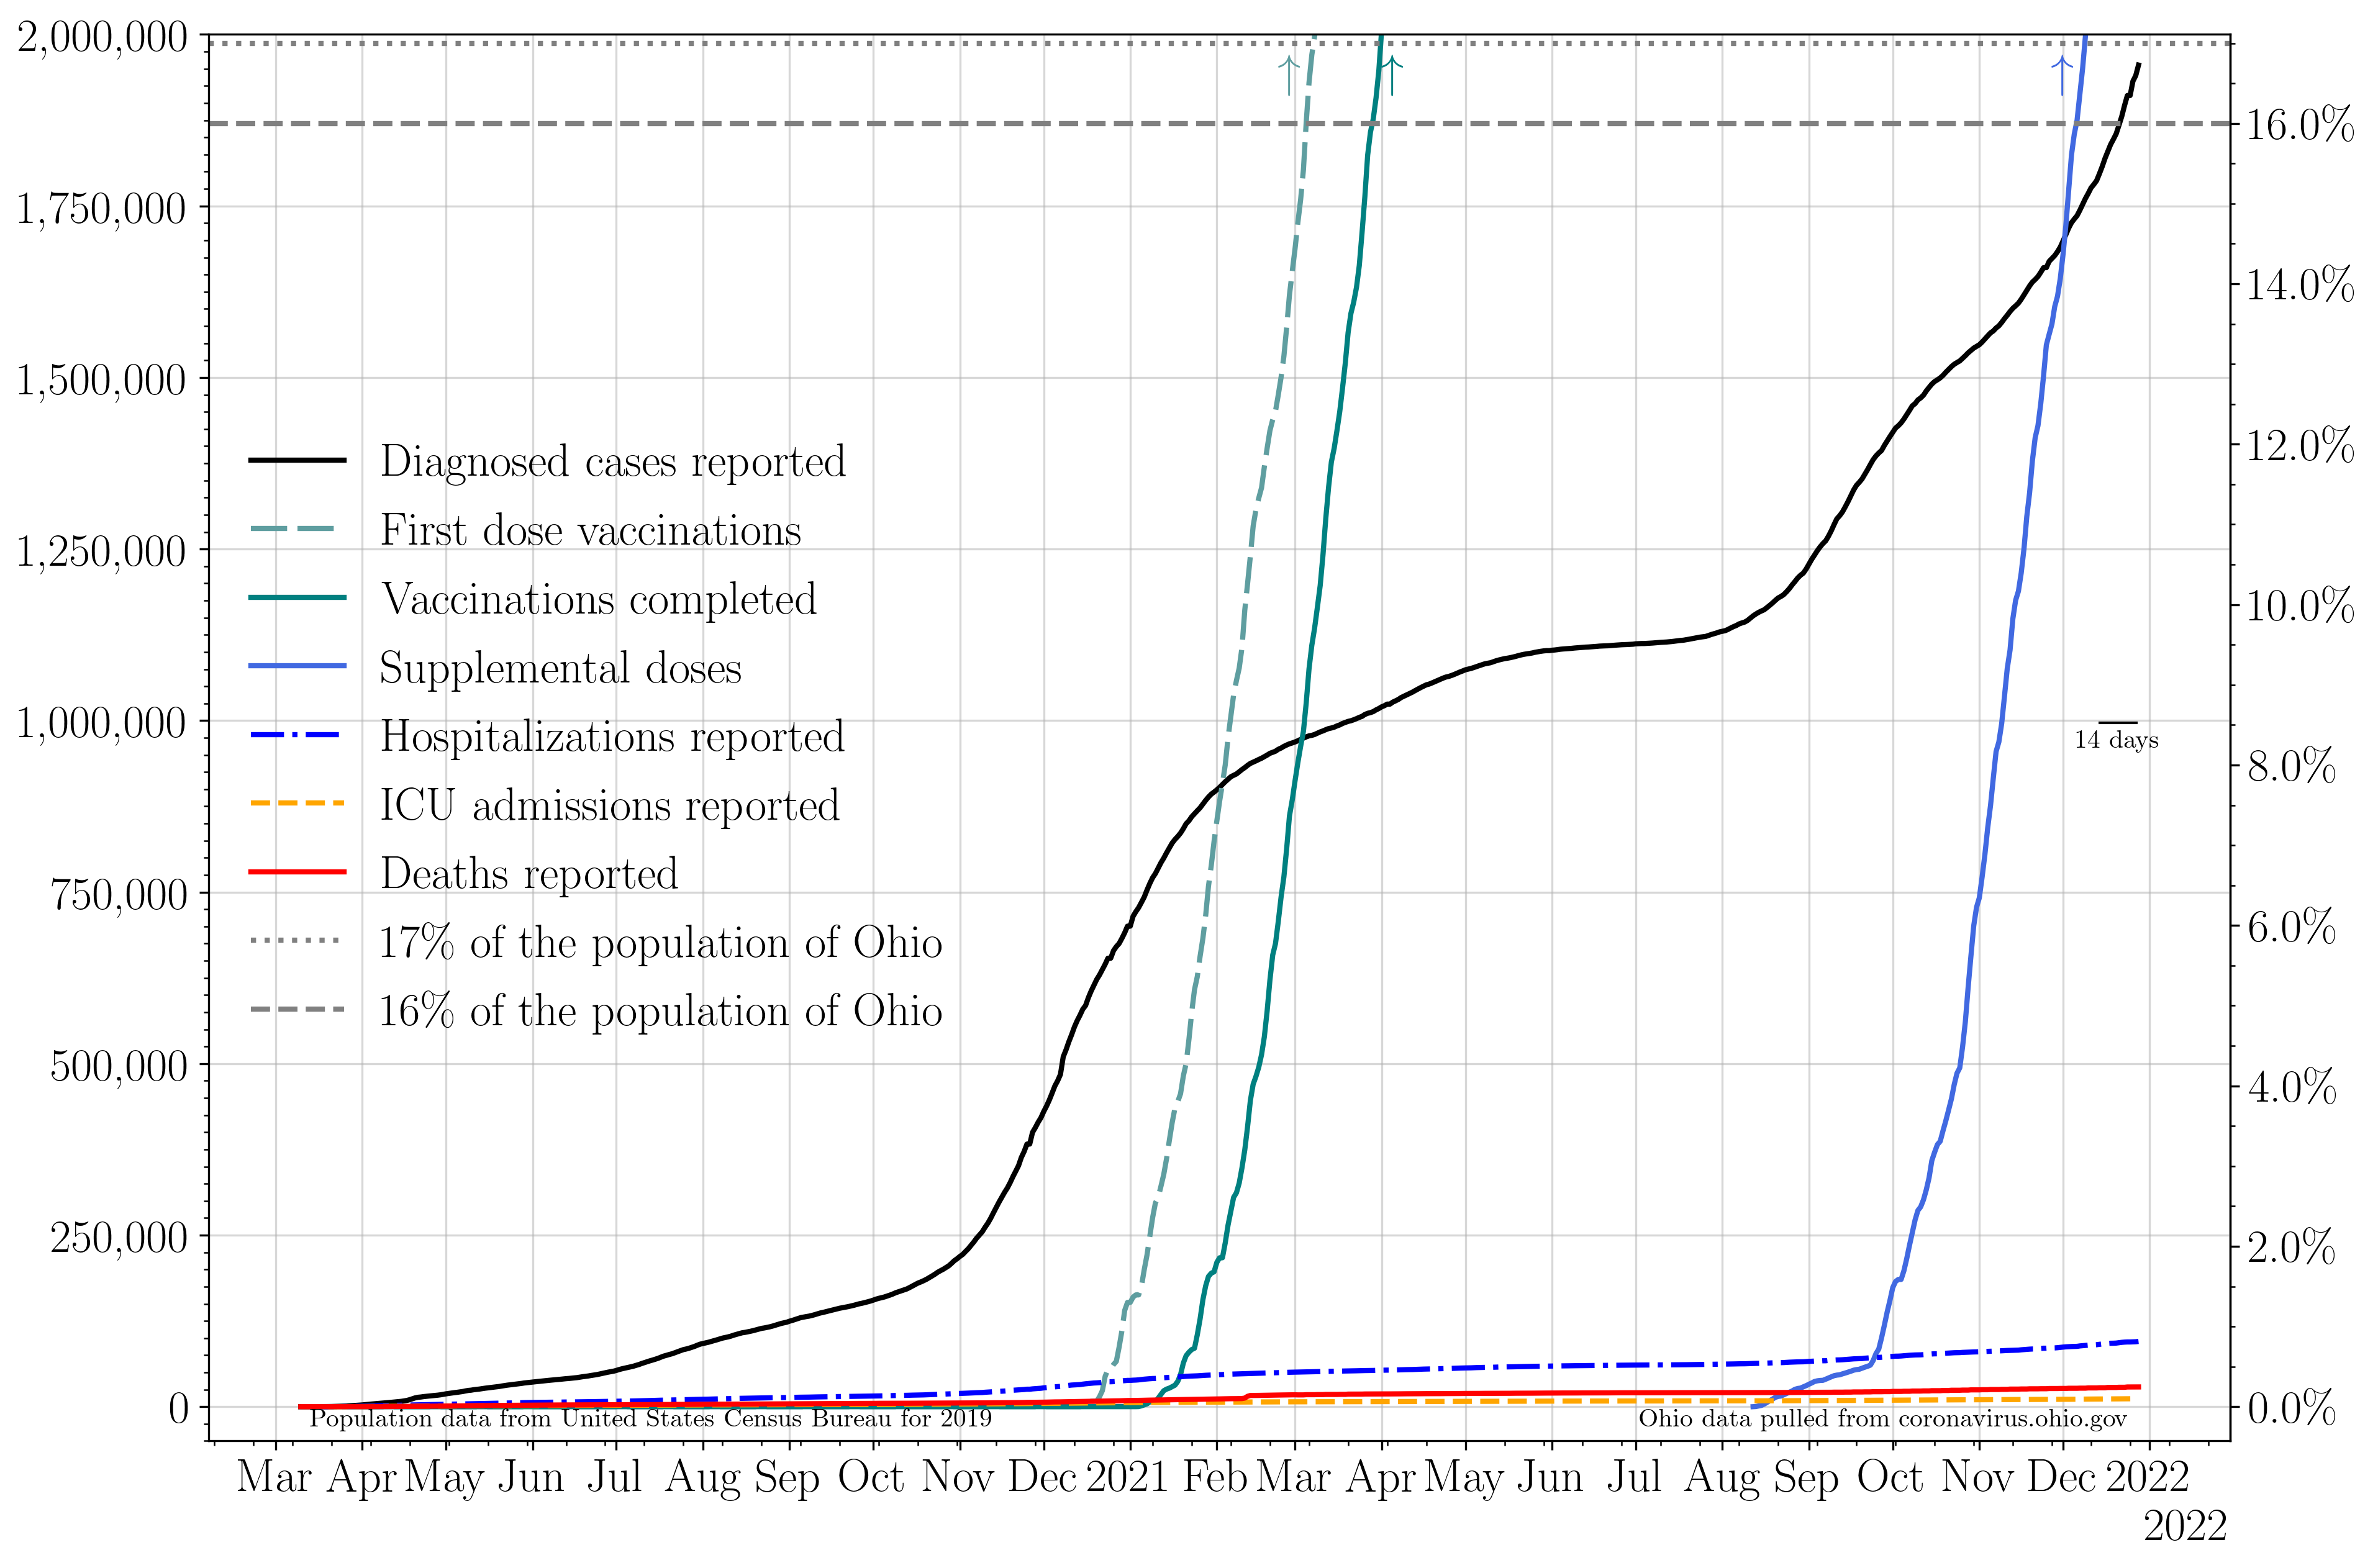 2,000,000
1,750,000
1,500,000
1,250,000
1,000,000
750,000
500,000
250,000
0
↑ ↑ ↑
Diagnosed cases reported
First dose vaccinations
Vaccinations completed
Supplemental doses
Hospitalizations reported
ICU admissions reported
Deaths reported
17% of the population of Ohio
16% of the population of Ohio
14 days
16.0%
14.0%
12.0%
10.0%
8.0%
6.0%
4.0%
2.0%
0.0%
Population data from United States Census Bureau for 2019
Ohio data pulled from coronavirus.ohio.gov
Mar Apr May Jun Jul Aug Sep Oct Nov Dec 2021 Feb Mar Apr May Jun Jul Aug Sep Oct Nov Dec 2022
2022